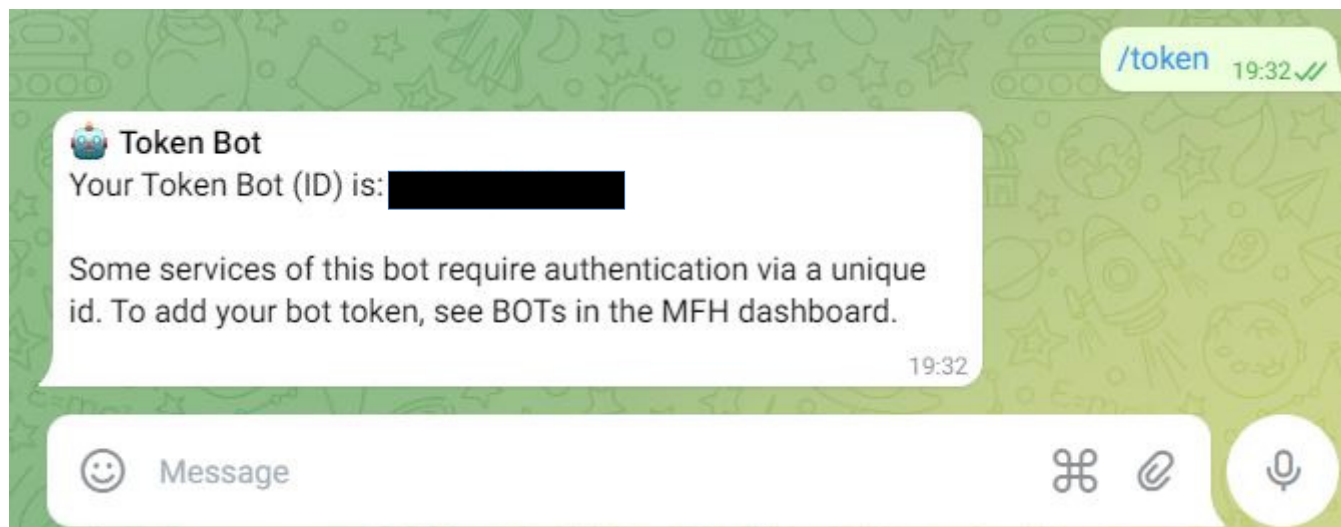 /token 19:32
Token Bot
Your Token Bot (ID) is:
Some services of this bot require authentication via a unique
id. To add your bot token, see BOTs in the MFH dashboard.
19:32
Message